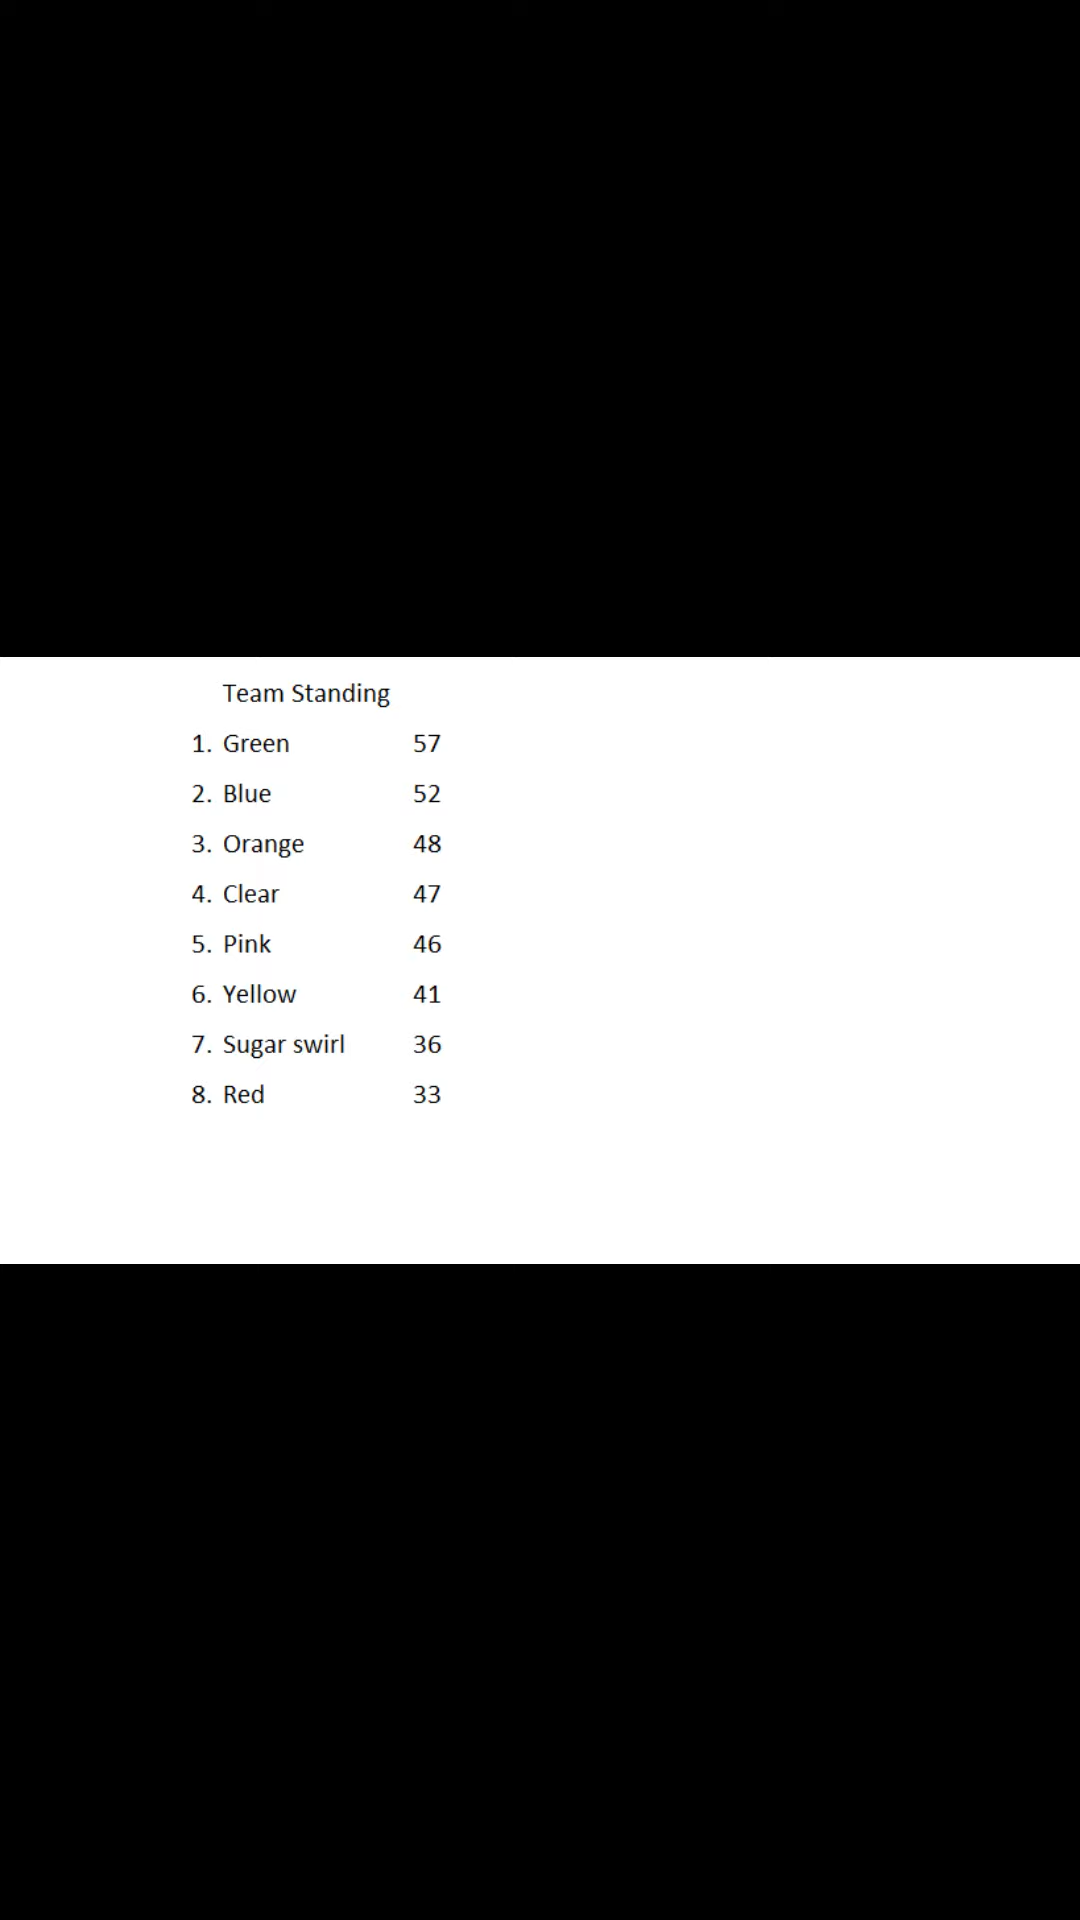 Team Standing
1. Green 57
2. Blue 52
3. Orange 48
4. Clear 47
5. Pink 46
6. Yellow 41
7. Sugar swirl 36
8. Red 33